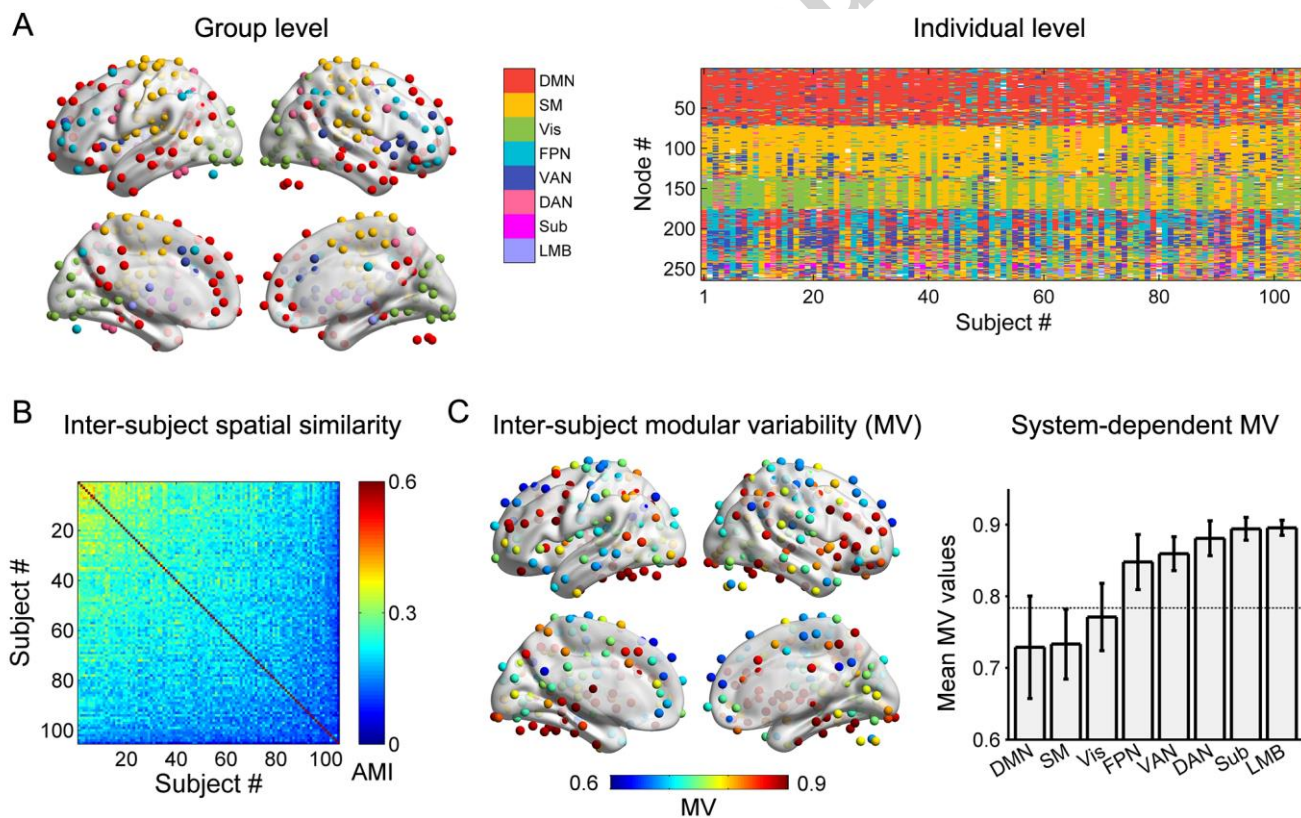 A
Group level
DMN
SM
Vis
FPN
VAN
DAN
Sub
LMB
Individual level
Node #
50
100
150
200
250
1
20
40
60
80
100
Subject #
B
Inter-subject spatial similarity
Subject #
20
40
60
80
100
20
40
60
80
100
Subject #
0.6
0.3
0
AMI
C
Inter-subject modular variability (MV)
0.6
0.9
MV
System-dependent MV
Mean MV values
0.9
0.8
0.7
0.6
DMN
SM
Vis
FPN
VAN
DAN
Sub
LMB